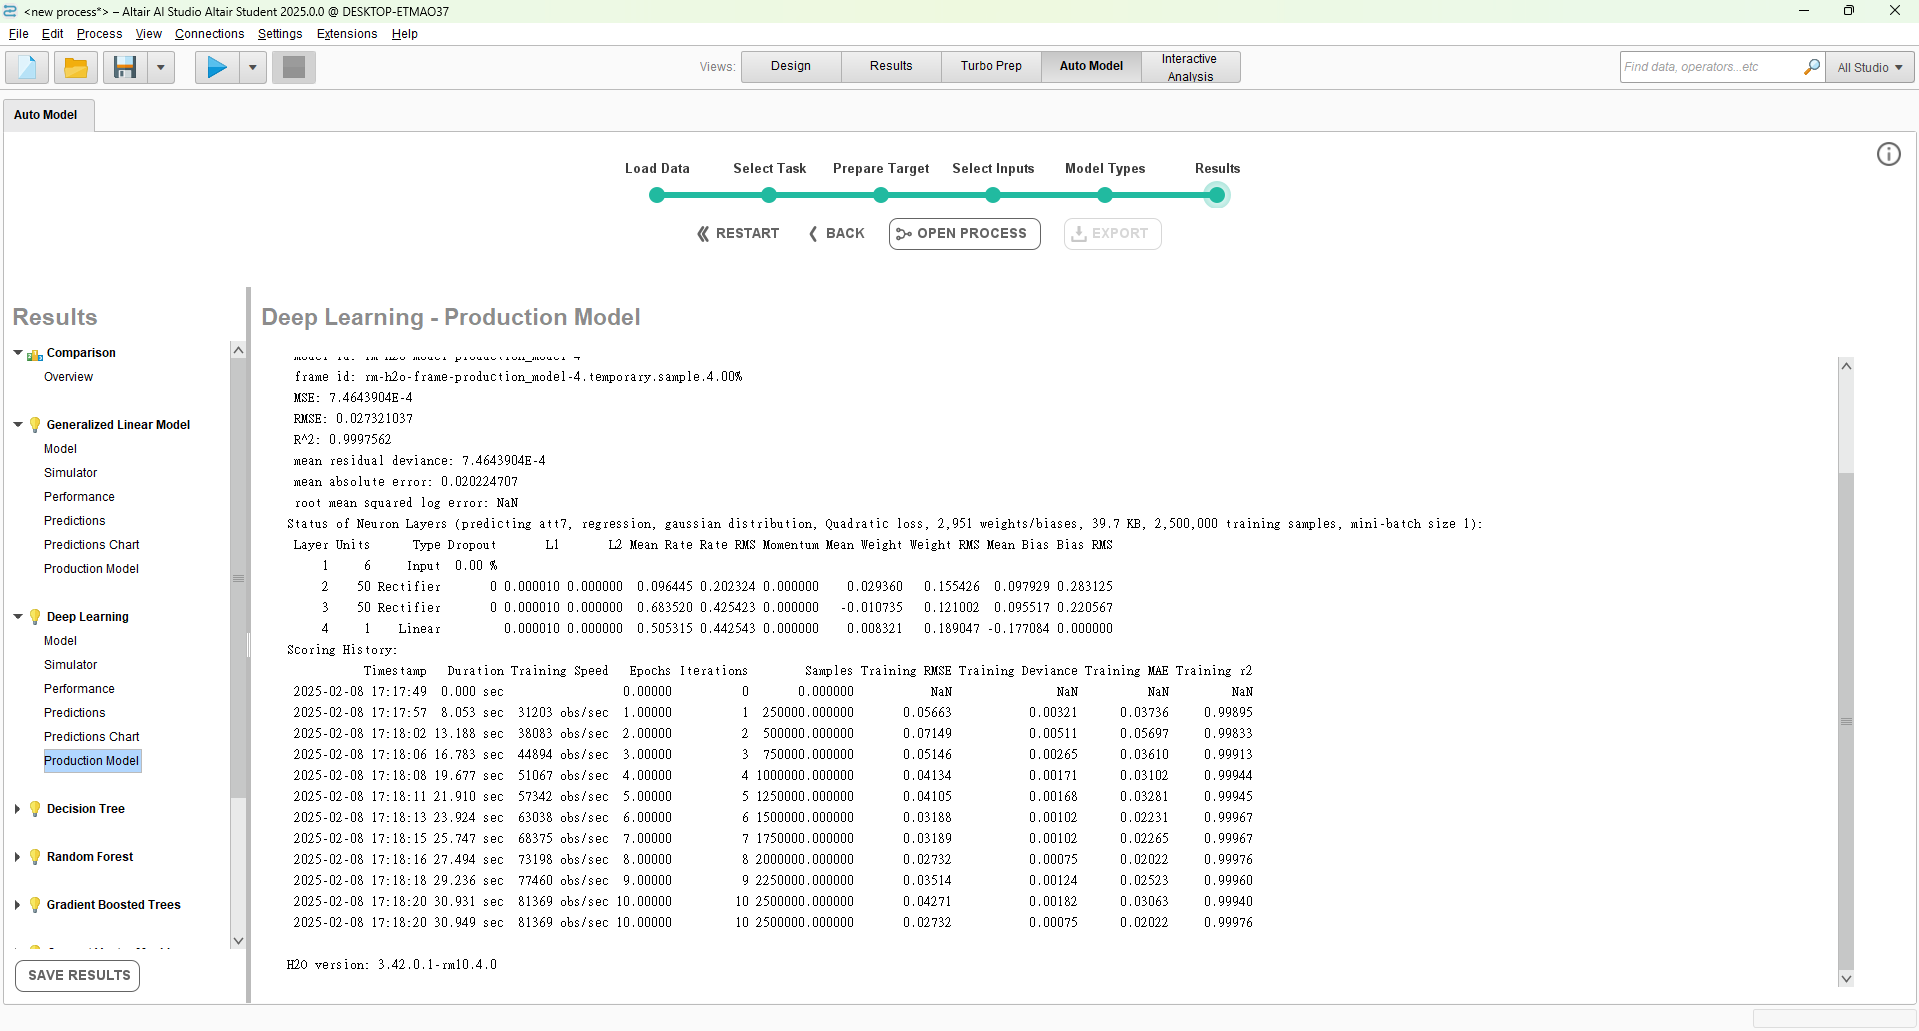 <new process*> – Altair AI Studio Altair Student 2025.0.0 @ DESKTOP-ETMAO37
File Edit Process View Connections Settings Extensions Help
Views: Design Results Turbo Prep Auto Model Interactive Analysis
Find data, operators...etc
All Studio
Auto Model
Load Data Select Task Prepare Target Select Inputs Model Types Results
RESTART BACK OPEN PROCESS EXPORT
Results
Comparison
Overview
Generalized Linear Model
Model
Simulator
Performance
Predictions
Predictions Chart
Production Model
Deep Learning
Model
Simulator
Performance
Predictions
Predictions Chart
Production Model
Decision Tree
Random Forest
Gradient Boosted Trees
SAVE RESULTS
Deep Learning - Production Model
model id: rm-h2o-model-production_model-4
frame id: rm-h2o-frame-production_model-4.temporary.sample.4.00%
MSE: 7.4643904E-4
RMSE: 0.027321037
R^2: 0.9997562
mean residual deviance: 7.4643904E-4
mean absolute error: 0.020224707
root mean squared log error: NaN
Status of Neuron Layers (predicting att7, regression, gaussian distribution, Quadratic loss, 2,951 weights/biases, 39.7 KB, 2,500,000 training samples, mini-batch size 1):
Layer Units Type Dropout L1 L2 Mean Rate Rate RMS Momentum Mean Weight Weight RMS Mean Bias Bias RMS
1 6 Input 0.00 %
2 50 Rectifier 0 0.000010 0.000000 0.096445 0.202324 0.000000 0.029360 0.155426 0.097929 0.283125
3 50 Rectifier 0 0.000010 0.000000 0.683520 0.425423 0.000000 -0.010735 0.121002 0.095517 0.220567
4 1 Linear 0.000010 0.000000 0.505315 0.442543 0.000000 0.008321 0.189047 -0.177084 0.000000
Scoring History:
Timestamp Duration Training Speed Epochs Iterations Samples Training RMSE Training Deviance Training MAE Training r2
2025-02-08 17:17:49 0.000 sec 0.00000 0 0.000000 NaN NaN NaN NaN
2025-02-08 17:17:57 8.053 sec 31203 obs/sec 1.00000 1 250000.000000 0.05663 0.00321 0.03736 0.99895
2025-02-08 17:18:02 13.188 sec 38083 obs/sec 2.00000 2 500000.000000 0.07149 0.00511 0.05697 0.99833
2025-02-08 17:18:06 16.783 sec 44894 obs/sec 3.00000 3 750000.000000 0.05146 0.00265 0.03610 0.99913
2025-02-08 17:18:08 19.677 sec 51067 obs/sec 4.00000 4 1000000.000000 0.04134 0.00171 0.03102 0.99944
2025-02-08 17:18:11 21.910 sec 57342 obs/sec 5.00000 5 1250000.000000 0.04105 0.00168 0.03281 0.99945
2025-02-08 17:18:13 23.924 sec 63038 obs/sec 6.00000 6 1500000.000000 0.03188 0.00102 0.02231 0.99967
2025-02-08 17:18:15 25.747 sec 68375 obs/sec 7.00000 7 1750000.000000 0.03189 0.00102 0.02265 0.99967
2025-02-08 17:18:16 27.494 sec 73198 obs/sec 8.00000 8 2000000.000000 0.02732 0.00075 0.02022 0.99976
2025-02-08 17:18:18 29.236 sec 77460 obs/sec 9.00000 9 2250000.000000 0.03514 0.00124 0.02523 0.99960
2025-02-08 17:18:20 30.931 sec 81369 obs/sec 10.00000 10 2500000.000000 0.04271 0.00182 0.03063 0.99940
2025-02-08 17:18:20 30.949 sec 81369 obs/sec 10.00000 10 2500000.000000 0.02732 0.00075 0.02022 0.99976
H2O version: 3.42.0.1-rm10.4.0